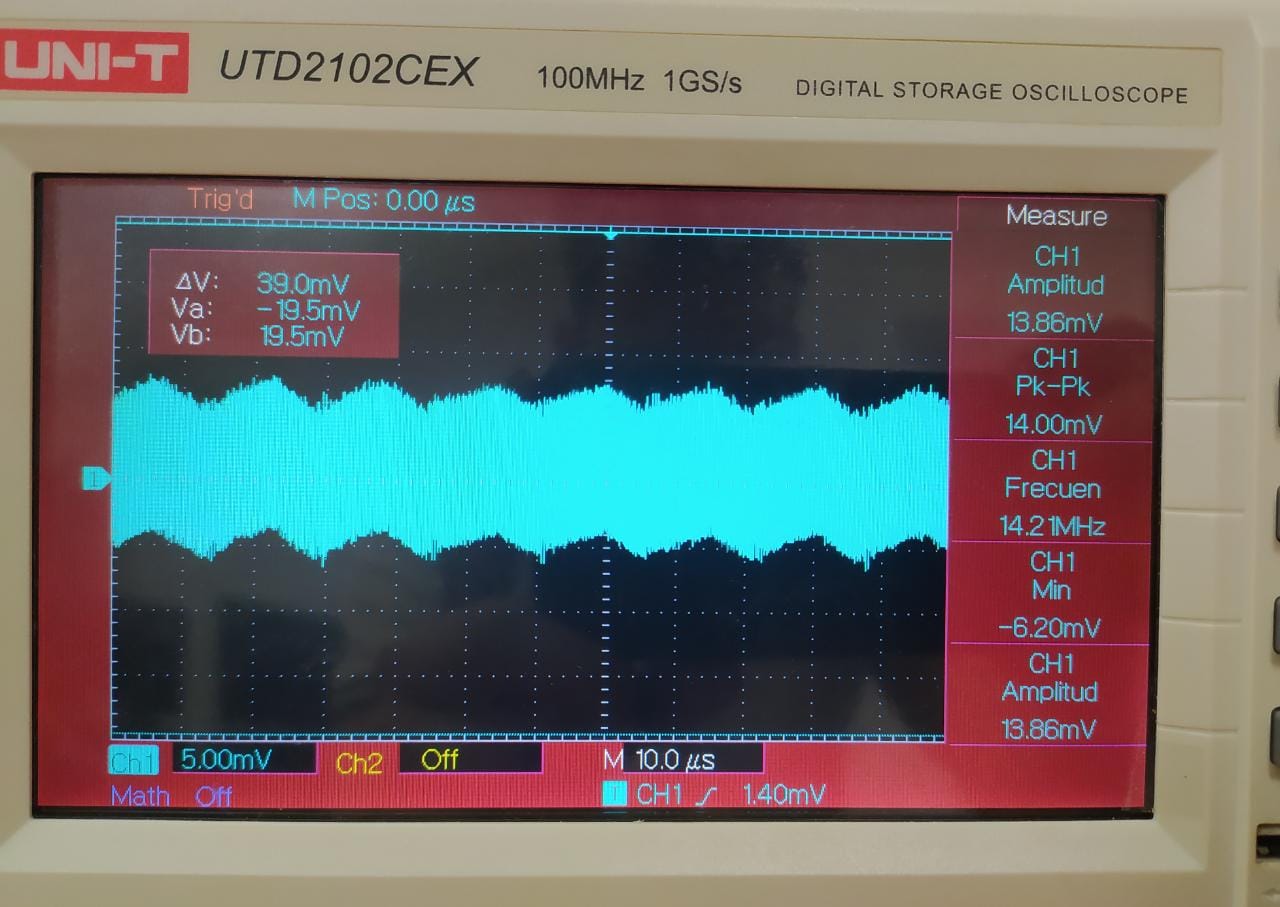 UNI-T UTD2102CEX 100MHz 1GS/s DIGITAL STORAGE OSCILLOSCOPE
Trig'd M Pos: 0.00 µs
ΔV: 39.0mV
Va: -19.5mV
Vb: 19.5mV
1
Measure
CH1
Amplitud
13.86mV
CH1
Pk-Pk
14.00mV
CH1
Frecuen
14.21MHz
CH1
Min
-6.20mV
CH1
Amplitud
13.86mV
Ch1 5.00mV Ch2 Off M 10.0 µs
Math Off T CH1 1.40mV